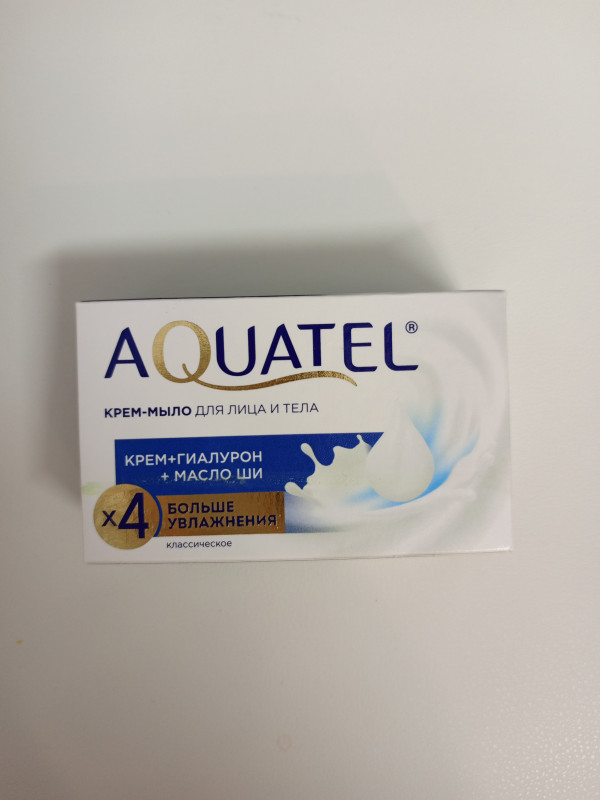 AQUATEL®
КРЕМ-МЫЛО ДЛЯ ЛИЦА И ТЕЛА
КРЕМ+ГИАЛУРОН
+ МАСЛО ШИ
x4 БОЛЬШЕ
УВЛАЖНЕНИЯ
классическое